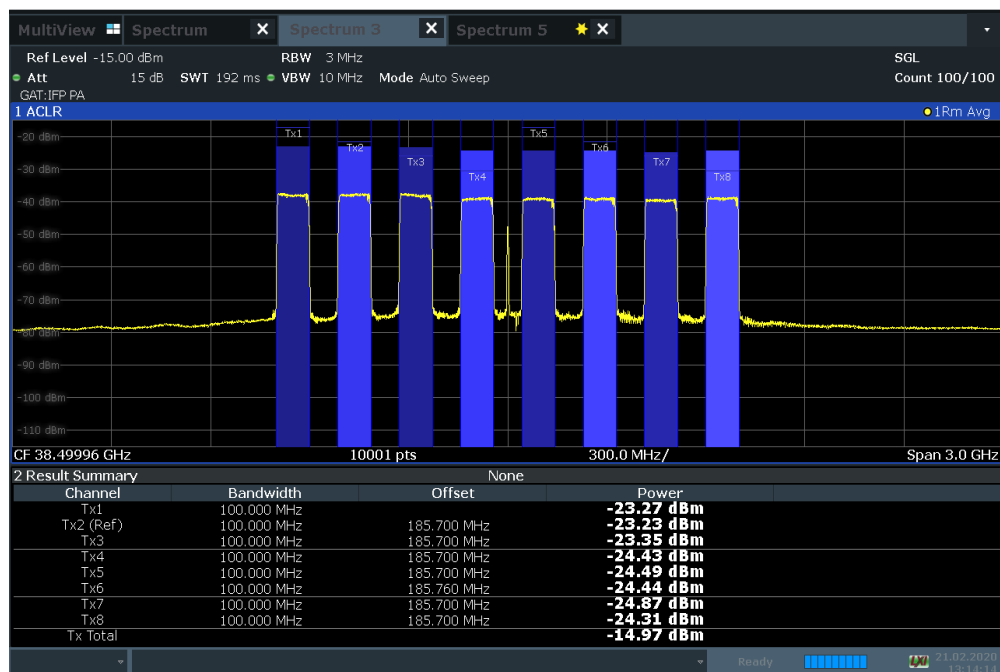 MultiView Spectrum X Spectrum 3 X Spectrum 5 X
Ref Level -15.00 dBm RBW 3 MHz SGL
Att 15 dB SWT 192 ms VBW 10 MHz Mode Auto Sweep Count 100/100
GAT:IFP PA
1 ACLR 1Rm Avg
Tx1 Tx5
-20 dBm
Tx2 Tx6
Tx3 Tx7
-30 dBm
Tx4 Tx8
-40 dBm
-50 dBm
-60 dBm
-70 dBm
-80 dBm
-90 dBm
-100 dBm
-110 dBm
CF 38.49996 GHz 10001 pts 300.0 MHz/ Span 3.0 GHz
2 Result Summary None
Channel Bandwidth Offset Power
Tx1 100.000 MHz -23.27 dBm
Tx2 (Ref) 100.000 MHz 185.700 MHz -23.23 dBm
Tx3 100.000 MHz 185.700 MHz -23.35 dBm
Tx4 100.000 MHz 185.700 MHz -24.43 dBm
Tx5 100.000 MHz 185.700 MHz -24.49 dBm
Tx6 100.000 MHz 185.760 MHz -24.44 dBm
Tx7 100.000 MHz 185.700 MHz -24.87 dBm
Tx8 100.000 MHz 185.700 MHz -24.31 dBm
Tx Total -14.97 dBm
Ready LXI 21.02.2020
13:14:14